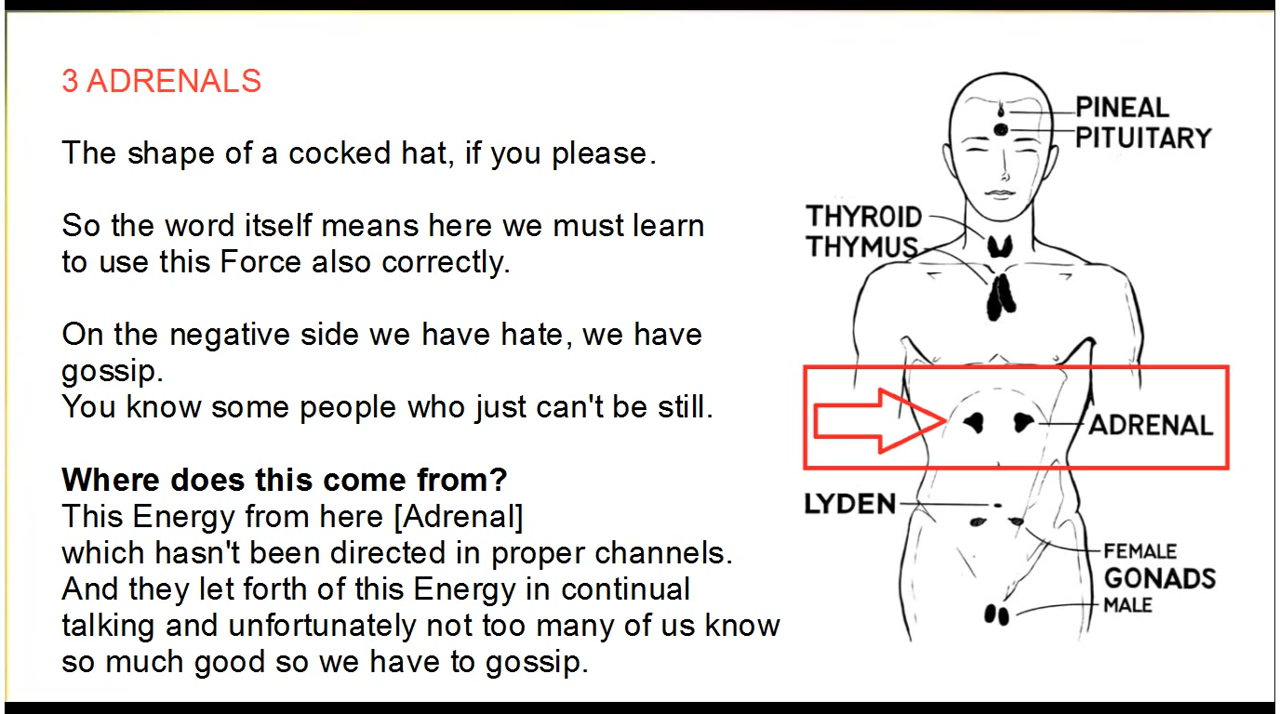 3 ADRENALS
The shape of a cocked hat, if you please.
So the word itself means here we must learn
to use this Force also correctly.
On the negative side we have hate, we have
gossip.
You know some people who just can't be still.
Where does this come from?
This Energy from here [Adrenal]
which hasn't been directed in proper channels.
And they let forth of this Energy in continual
talking and unfortunately not too many of us know
so much good so we have to gossip.
PINEAL
PITUITARY
THYROID
THYMUS
ADRENAL
LYDEN
FEMALE
GONADS
MALE